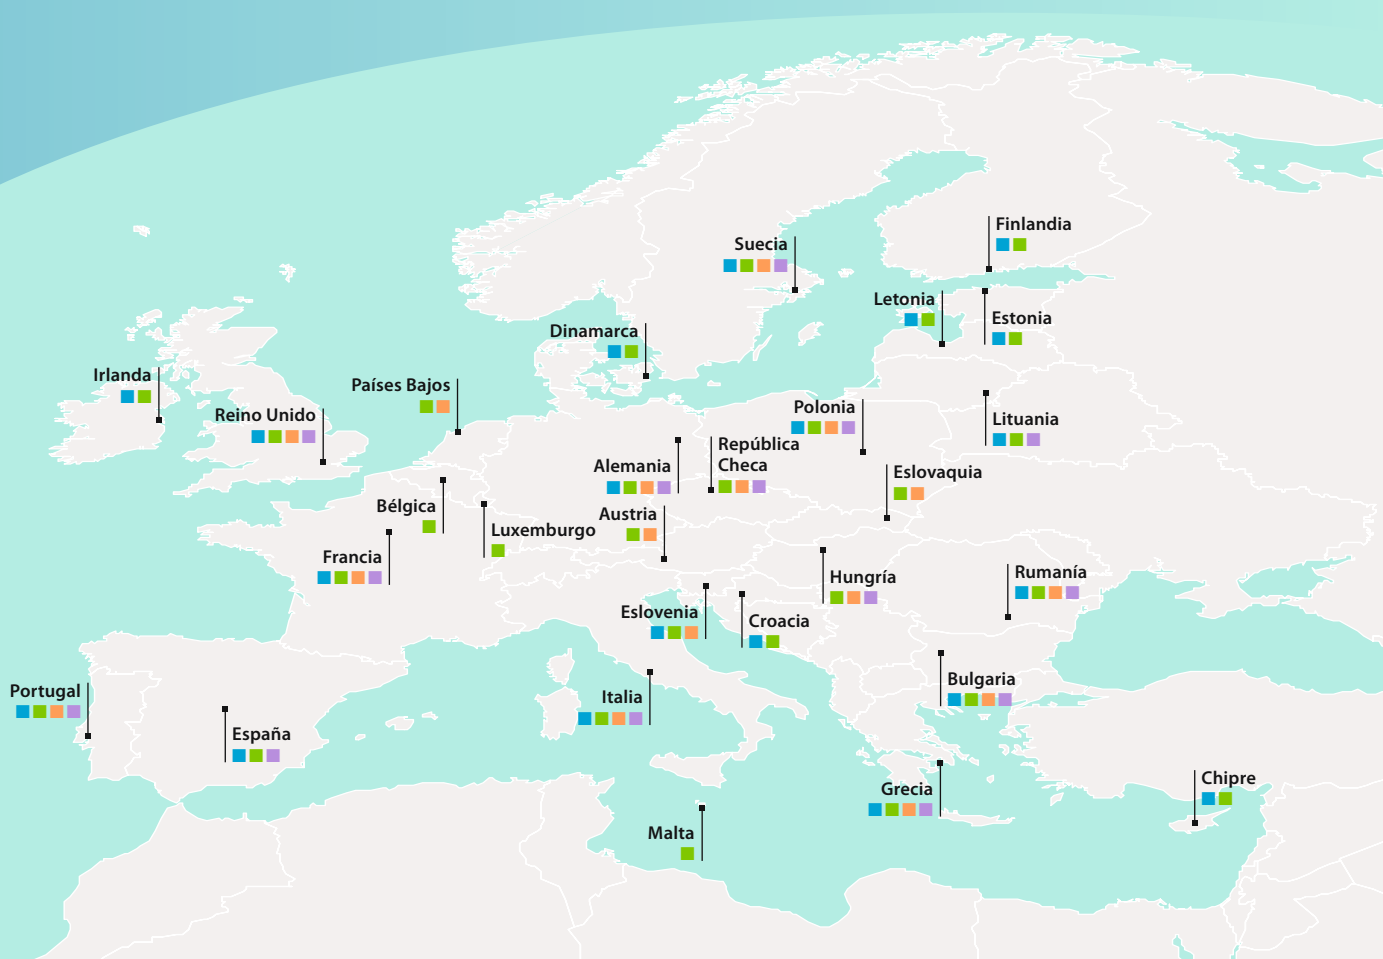 Finlandia
Suecia
Letonia
Estonia
Dinamarca
Irlanda
Países Bajos
Reino Unido
Polonia
Lituania
República
Checa
Alemania
Eslovaquia
Bélgica
Austria
Luxemburgo
Francia
Hungría
Rumanía
Eslovenia
Croacia
Bulgaria
Portugal
Italia
España
Chipre
Grecia
Malta